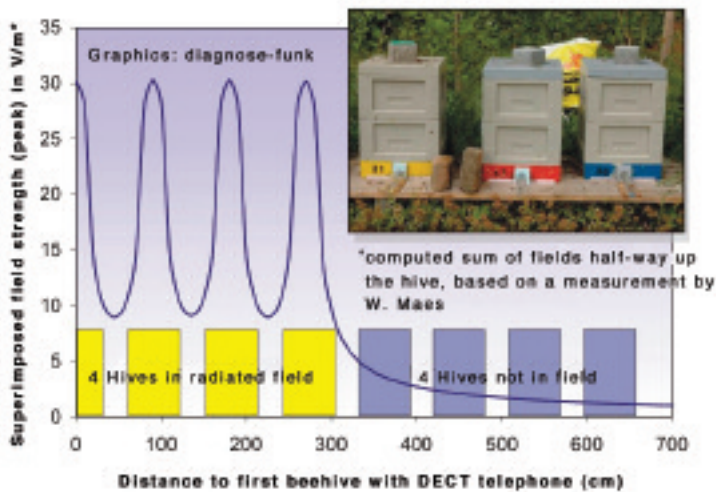 Superimposed field strength (peak) in V/m*
35
30
25
20
15
10
5
0
Graphics: diagnose-funk
*computed sum of fields half-way up
the hive, based on a measurement by
W. Maes
4 Hives in radiated field
4 Hives not in field
0 100 200 300 400 500 600 700
Distance to first beehive with DECT telephone (cm)